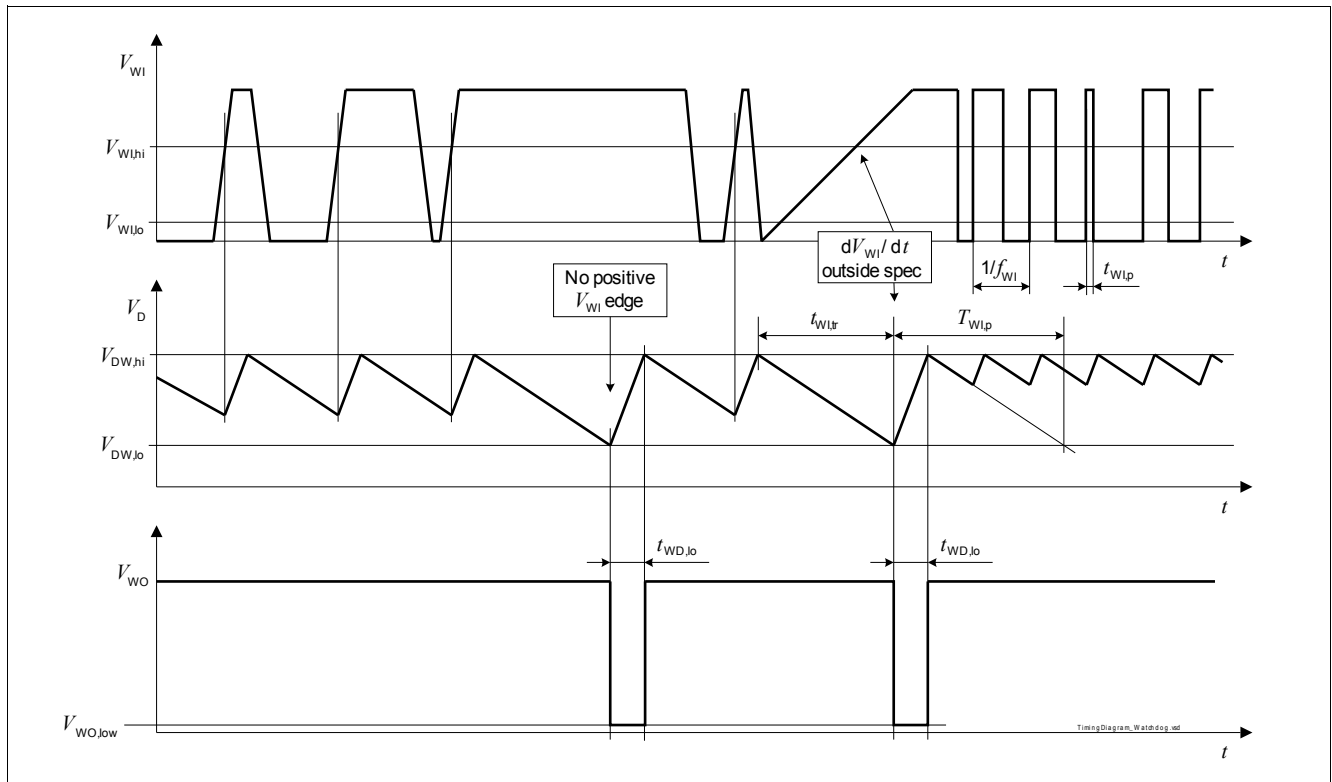 V_WI
V_WI,hi
V_WI,lo
dV_WI/ dt
outside spec
1/f_WI
t_WI,p
t
No positive
V_WI edge
V_D
V_DW,hi
t_WI,tr
T_WI,p
V_DW,lo
t
t_WD,lo
t_WD,lo
V_WO
V_WO,low
TimingDiagram_Watchdog.vsd
t